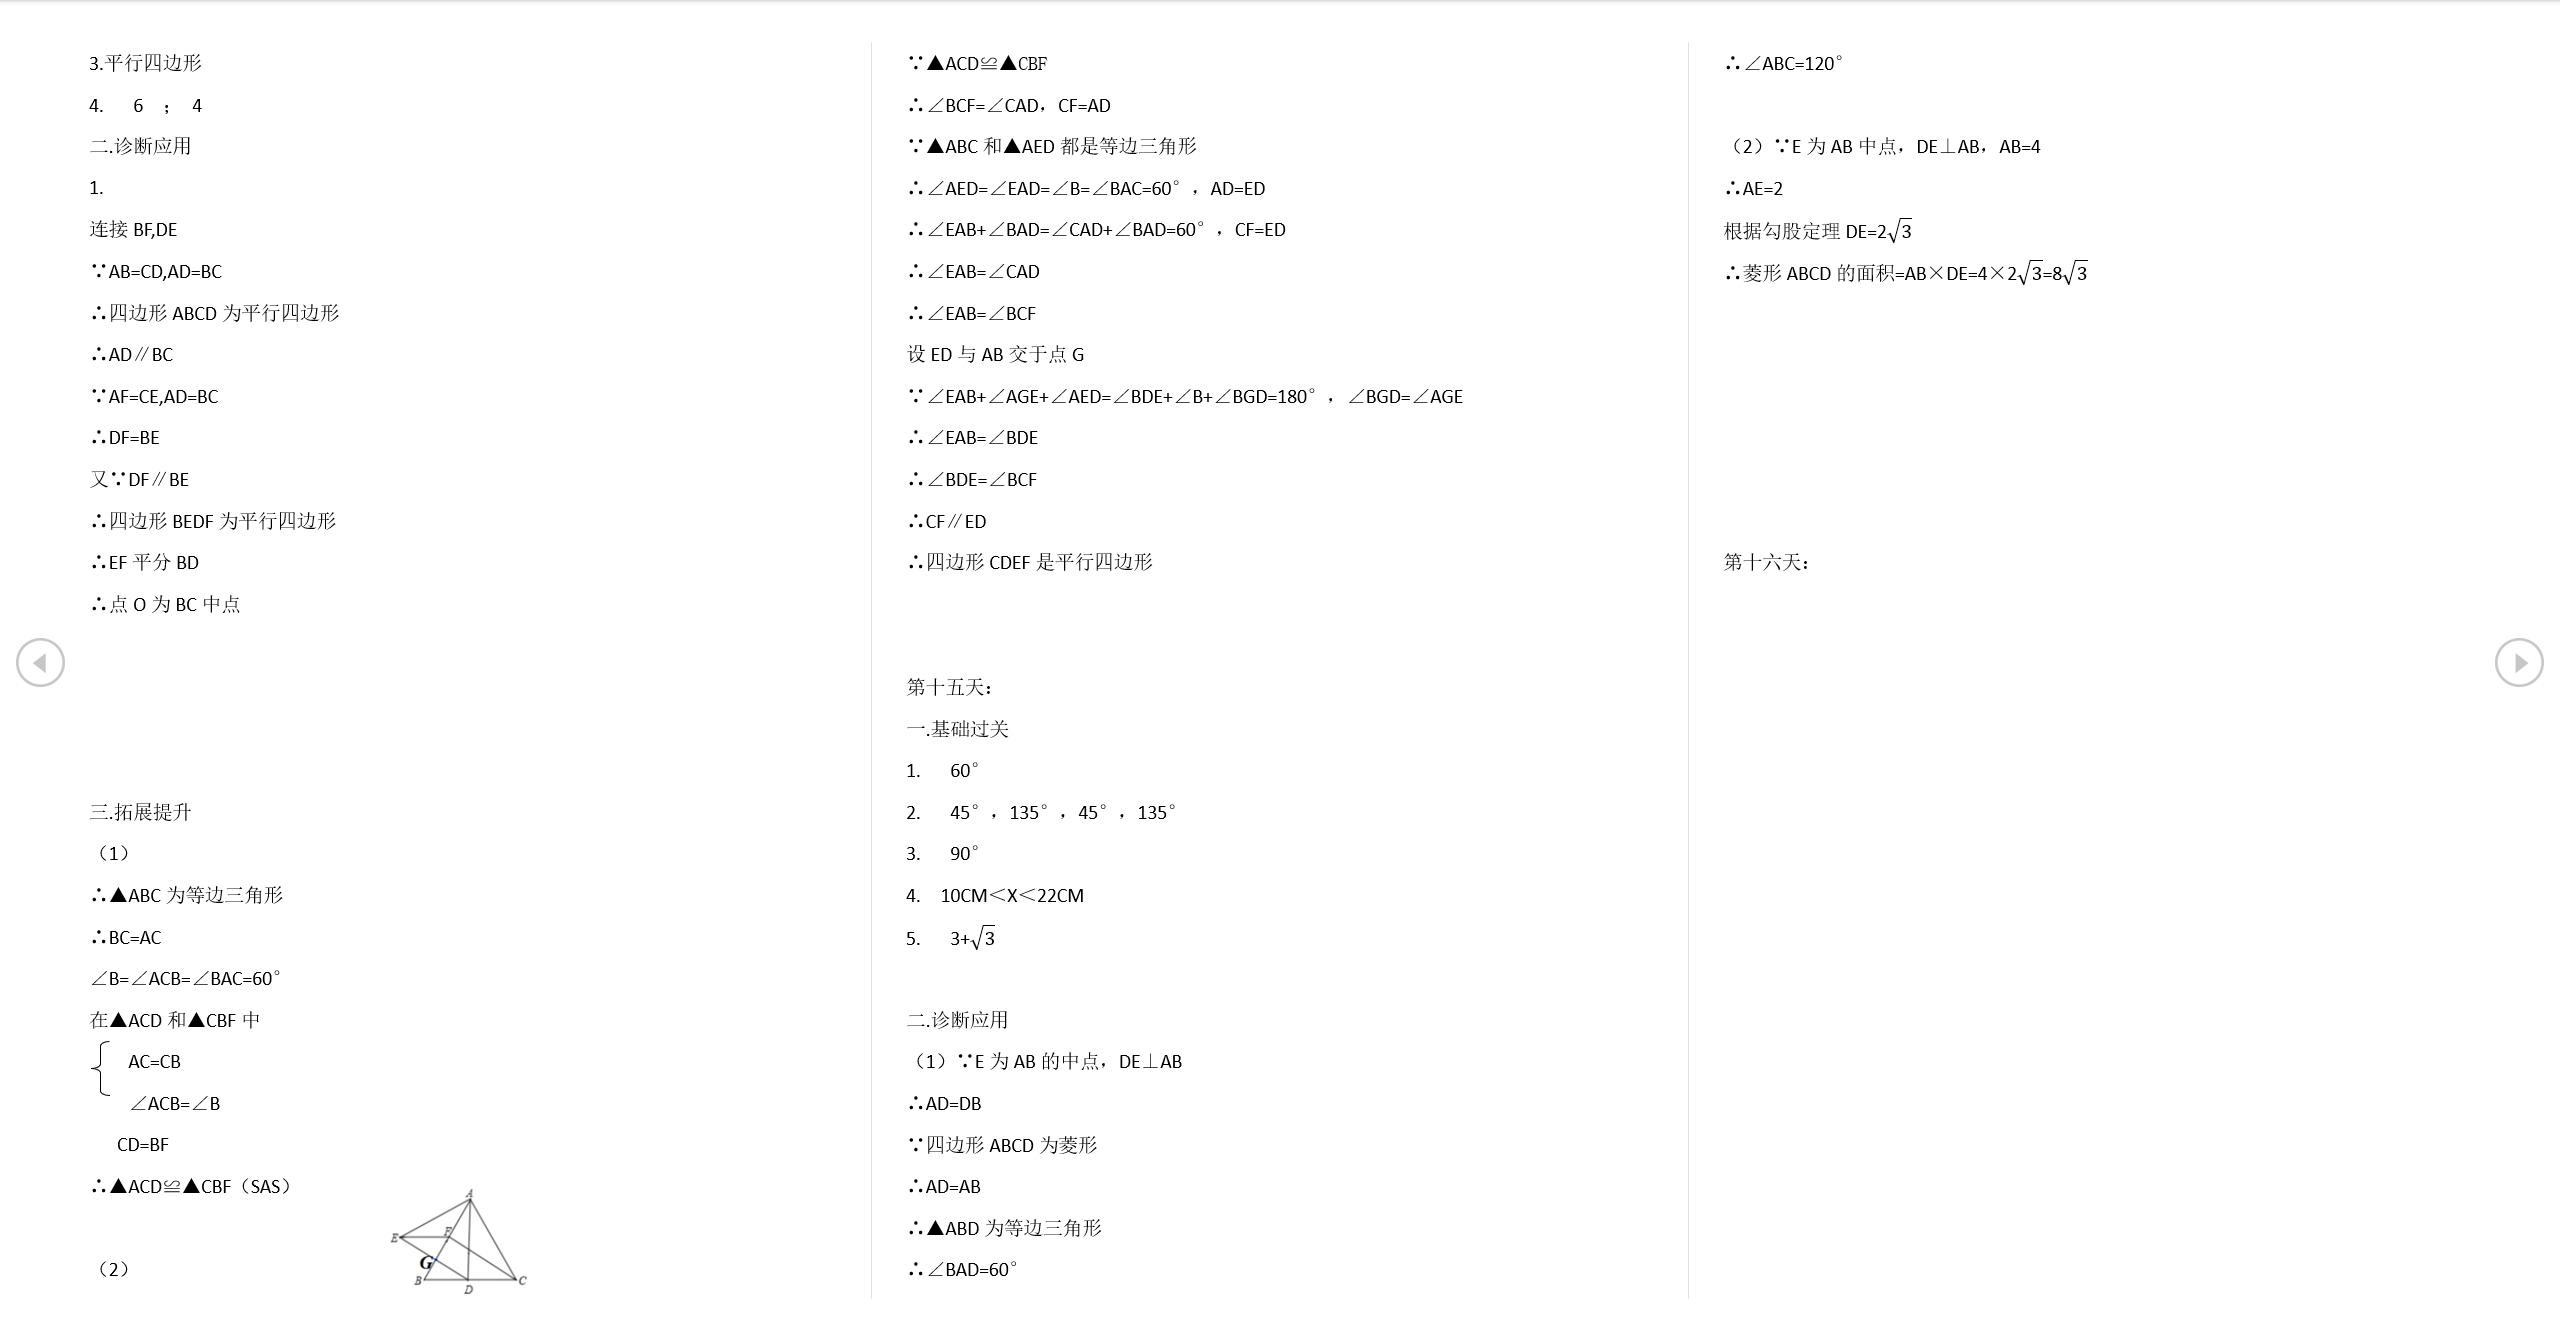 3.平行四边形
4. 6 ; 4
二.诊断应用
1.
连接 BF,DE
∵AB=CD,AD=BC
∴四边形 ABCD 为平行四边形
∴AD∥BC
∵AF=CE,AD=BC
∴DF=BE
又∵DF∥BE
∴四边形 BEDF 为平行四边形
∴EF 平分 BD
∴点 O 为 BC 中点
三.拓展提升
（1）
∴▲ABC 为等边三角形
∴BC=AC
∠B=∠ACB=∠BAC=60°
在▲ACD 和▲CBF 中
AC=CB
∠ACB=∠B
CD=BF
∴▲ACD≌▲CBF（SAS）
（2）
A
E
F
G
B
D
C
∵▲ACD≌▲CBF
∴∠BCF=∠CAD，CF=AD
∵▲ABC 和▲AED 都是等边三角形
∴∠AED=∠EAD=∠B=∠BAC=60°，AD=ED
∴∠EAB+∠BAD=∠CAD+∠BAD=60°，CF=ED
∴∠EAB=∠CAD
∴∠EAB=∠BCF
设 ED 与 AB 交于点 G
∵∠EAB+∠AGE+∠AED=∠BDE+∠B+∠BGD=180°，∠BGD=∠AGE
∴∠EAB=∠BDE
∴∠BDE=∠BCF
∴CF∥ED
∴四边形 CDEF 是平行四边形
第十五天：
一.基础过关
1. 60°
2. 45°，135°，45°，135°
3. 90°
4. 10CM＜X＜22CM
5. 3+√3
二.诊断应用
（1）∵E 为 AB 的中点，DE⊥AB
∴AD=DB
∵四边形 ABCD 为菱形
∴AD=AB
∴▲ABD 为等边三角形
∴∠BAD=60°
∴∠ABC=120°
（2）∵E 为 AB 中点，DE⊥AB，AB=4
∴AE=2
根据勾股定理 DE=2√3
∴菱形 ABCD 的面积=AB×DE=4×2√3=8√3
第十六天：